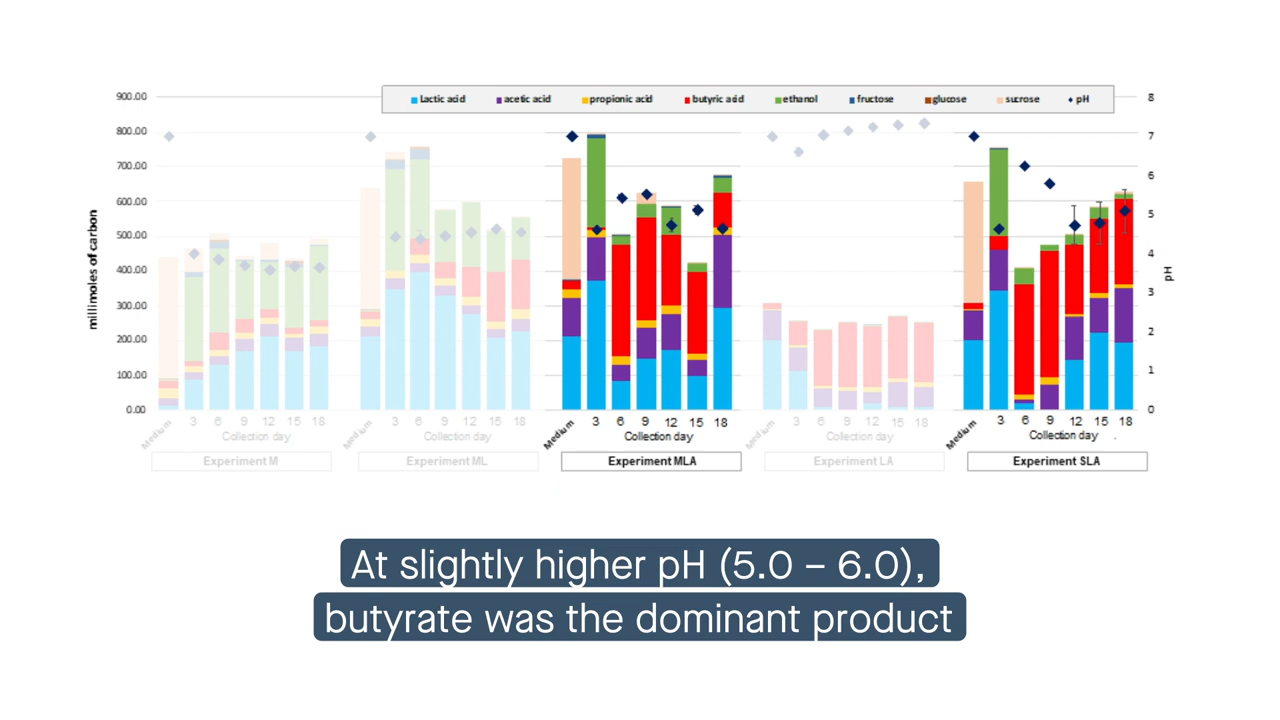 Lactic acid acetic acid propionic acid butyric acid ethanol fructose glucose sucrose pH
900.00
800.00
700.00
600.00
500.00
400.00
300.00
200.00
100.00
0.00
millimoles of carbon
8
7
6
5
4
3
2
1
0
pH
Medium 3 6 9 12 15 18
Collection day
Experiment M
Medium 3 6 9 12 15 18
Collection day
Experiment ML
Medium 3 6 9 12 15 18
Collection day
Experiment MLA
Medium 3 6 9 12 15 18
Collection day
Experiment LA
Medium 3 6 9 12 15 18
Collection day
Experiment SLA
At slightly higher pH (5.0 – 6.0),
butyrate was the dominant product